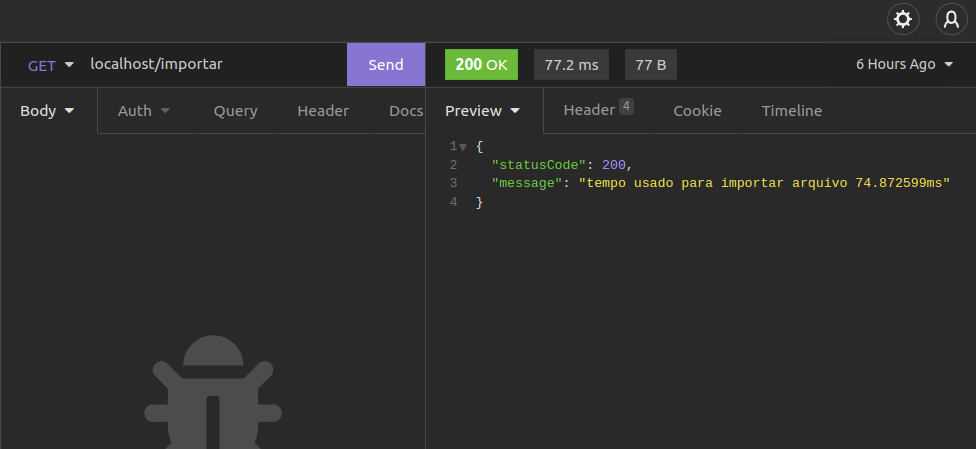 GET localhost/importar Send 200 OK 77.2 ms 77 B 6 Hours Ago
Body Auth Query Header Docs Preview Header 4 Cookie Timeline
1 {
2 "statusCode": 200,
3 "message": "tempo usado para importar arquivo 74.872599ms"
4 }